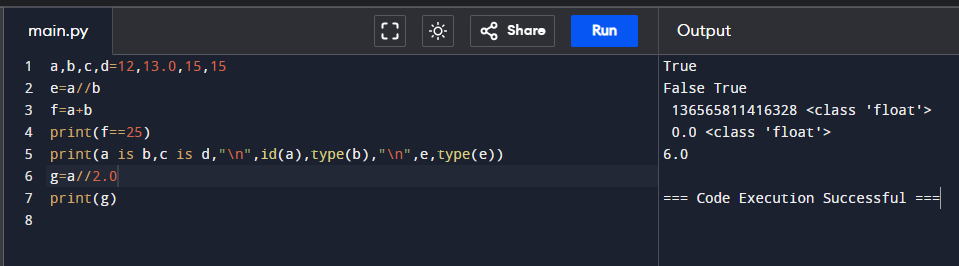 main.py
Share
Run
Output
1 a,b,c,d=12,13.0,15,15
2 e=a//b
3 f=a+b
4 print(f==25)
5 print(a is b,c is d,"\n",id(a),type(b),"\n",e,type(e))
6 g=a//2.0
7 print(g)
8
True
False True
 136565811416328 <class 'float'>
 0.0 <class 'float'>
6.0
=== Code Execution Successful ===